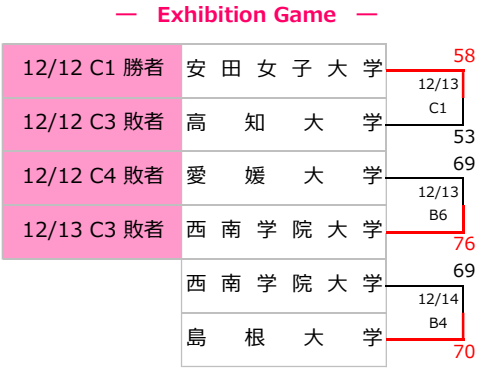 — Exhibition Game —
12/12 C1 勝者 安田女子大学 58
12/13
C1
12/12 C3 敗者 高知大学 53
12/12 C4 敗者 愛媛大学 69
12/13
B6
12/13 C3 敗者 西南学院大学 76
西南学院大学 69
12/14
B4
島根大学 70